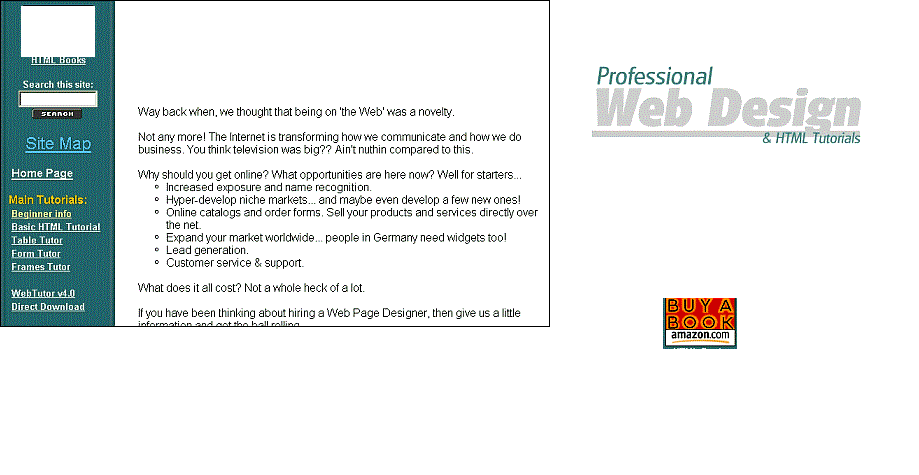 HTML Books
Search this site:
SEARCH
Site Map
Home Page
Main Tutorials:
Beginner info
Basic HTML Tutorial
Table Tutor
Form Tutor
Frames Tutor
WebTutor v4.0
Direct Download
Way back when, we thought that being on 'the Web' was a novelty.
Not any more! The Internet is transforming how we communicate and how we do
business. You think television was big?? Ain't nuthin compared to this.
Why should you get online? What opportunities are here now? Well for starters...
Increased exposure and name recognition.
Hyper-develop niche markets... and maybe even develop a few new ones!
Online catalogs and order forms. Sell your products and services directly over
the net.
Expand your market worldwide... people in Germany need widgets too!
Lead generation.
Customer service & support.
What does it all cost? Not a whole heck of a lot.
If you have been thinking about hiring a Web Page Designer, then give us a little
information and get the ball rolling
Professional
Web Design
& HTML Tutorials
BUY A
BOOK
amazon.com